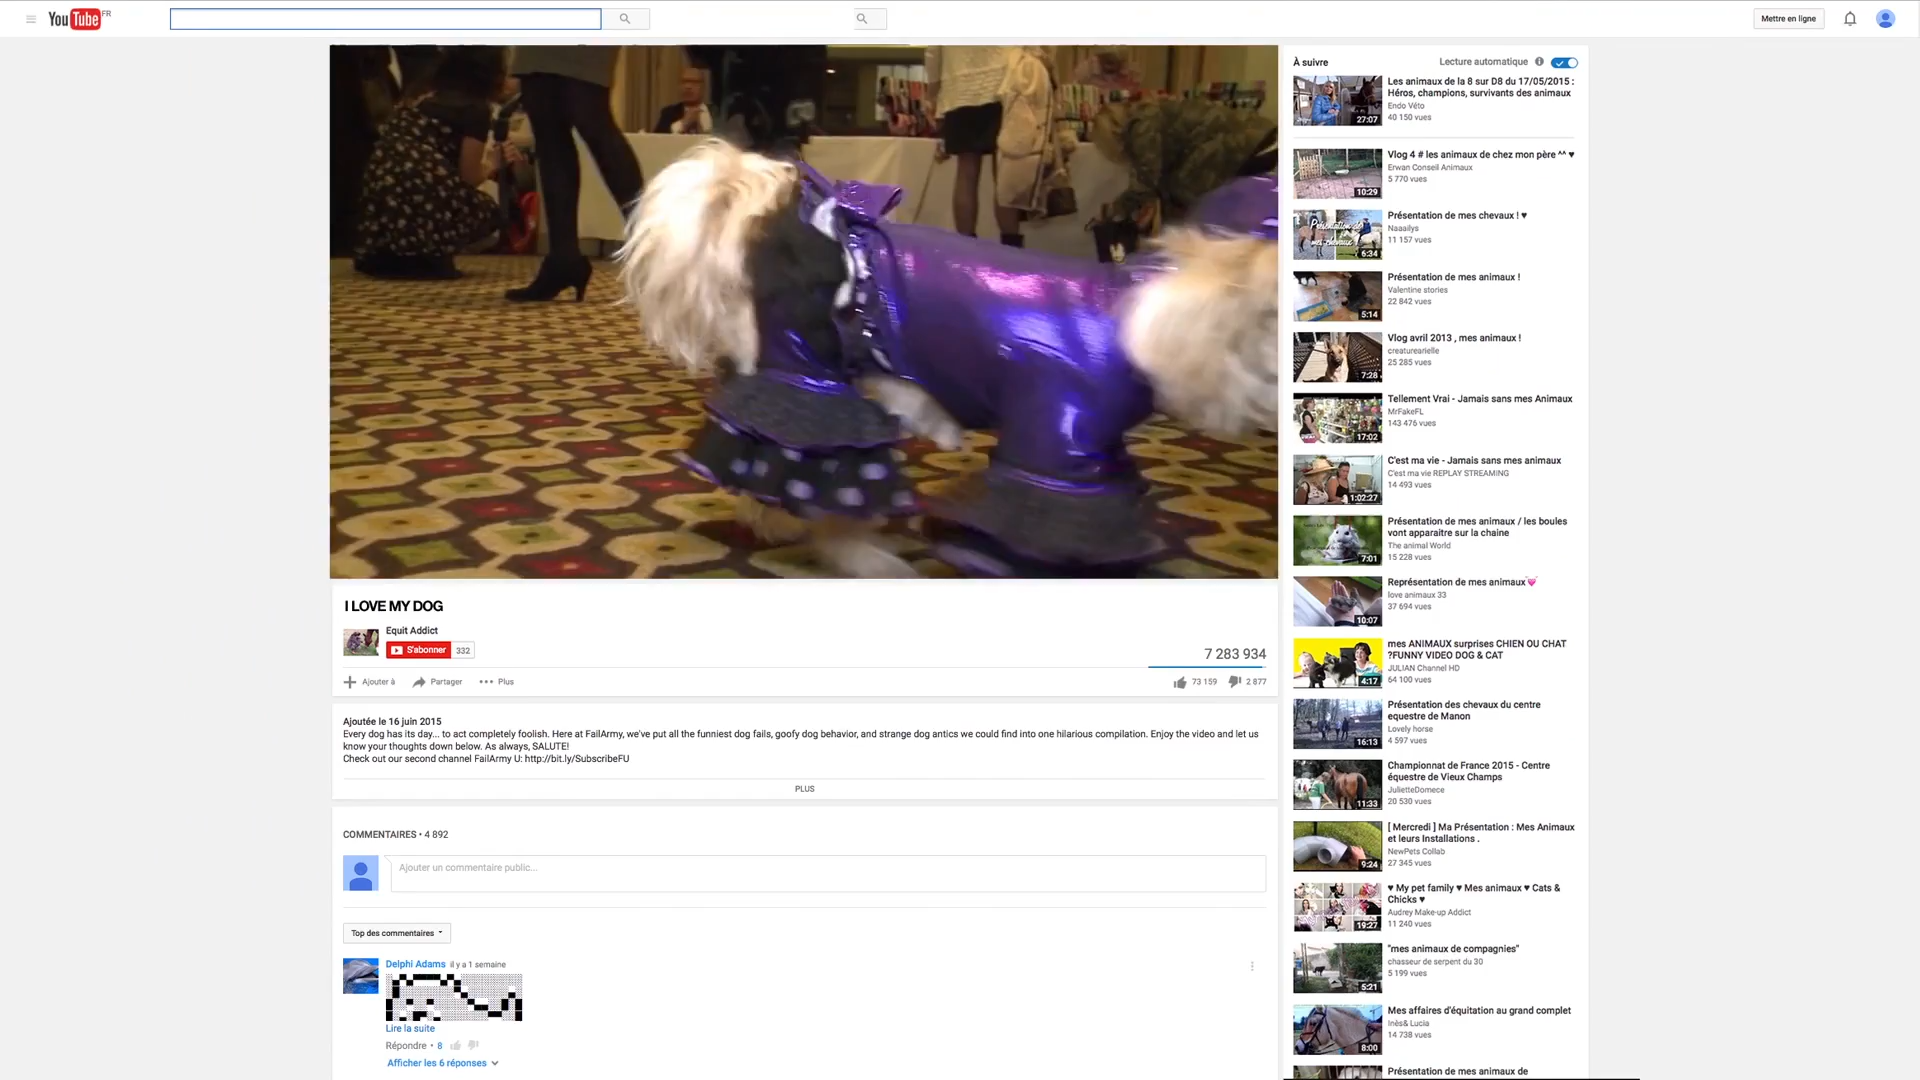 YouTube FR
Mettre en ligne
À suivre
Lecture automatique
Les animaux de la 8 sur D8 du 17/05/2015 :
Héros, champions, survivants des animaux
Endo Véto
40 150 vues
27:07
Vlog 4 # les animaux de chez mon père ^^ ♥
Erwan Conseil Animaux
5 770 vues
10:29
Présentation de mes chevaux ! ♥
Naaailys
11 157 vues
6:34
Présentation de mes animaux !
Valentine stories
22 842 vues
5:14
Vlog avril 2013 , mes animaux !
creaturearielle
25 285 vues
7:28
Tellement Vrai - Jamais sans mes Animaux
MrFakeFL
143 476 vues
17:02
C'est ma vie - Jamais sans mes animaux
C'est ma vie REPLAY STREAMING
14 493 vues
1:02:27
Présentation de mes animaux / les boules
vont apparaitre sur la chaine
The animal World
15 228 vues
7:01
Représentation de mes animaux💓
love animaux 33
37 694 vues
10:07
mes ANIMAUX surprises CHIEN OU CHAT
?FUNNY VIDEO DOG & CAT
JULIAN Channel HD
64 100 vues
4:17
Présentation des chevaux du centre
equestre de Manon
Lovely horse
4 597 vues
16:13
Championnat de France 2015 - Centre
équestre de Vieux Champs
JulietteDomece
20 530 vues
11:33
[ Mercredi ] Ma Présentation : Mes Animaux
et leurs Installations .
NewPets Collab
27 345 vues
9:24
♥ My pet family ♥ Mes animaux ♥ Cats &
Chicks ♥
Audrey Make-up Addict
11 240 vues
19:27
"mes animaux de compagnies"
chasseur de serpent du 30
5 199 vues
5:21
Mes affaires d'équitation au grand complet
Inès& Lucia
14 738 vues
8:00
Présentation de mes animaux de
I LOVE MY DOG
Equit Addict
S'abonner 332
7 283 934
Ajouter à Partager Plus
73 159 2 877
Ajoutée le 16 juin 2015
Every dog has its day... to act completely foolish. Here at FailArmy, we've put all the funniest dog fails, goofy dog behavior, and strange dog antics we could find into one hilarious compilation. Enjoy the video and let us
know your thoughts down below. As always, SALUTE!
Check out our second channel FailArmy U: http://bit.ly/SubscribeFU
PLUS
COMMENTAIRES • 4 892
Ajouter un commentaire public...
Top des commentaires
Delphi Adams il y a 1 semaine
Lire la suite
Répondre • 8
Afficher les 6 réponses